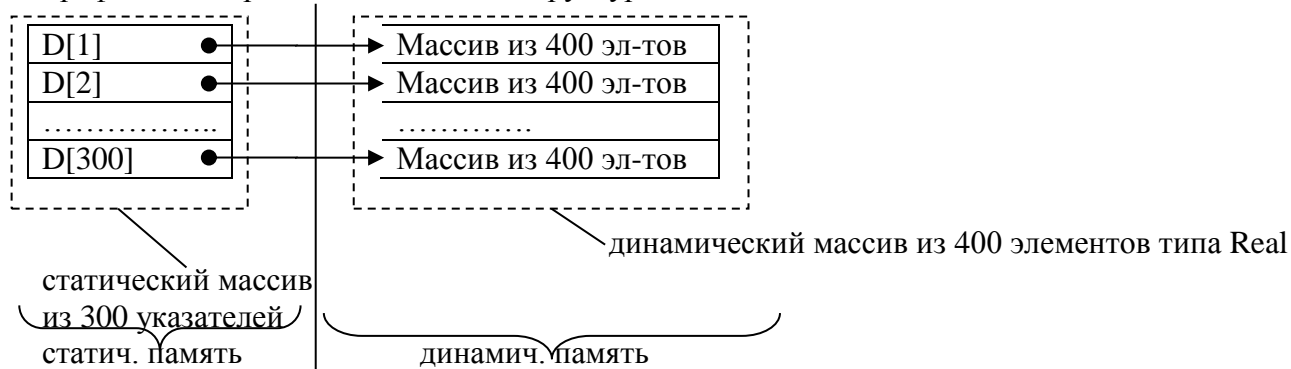 D[1] Массив из 400 эл-тов
D[2] Массив из 400 эл-тов
……………….. ………….
D[300] Массив из 400 эл-тов
динамический массив из 400 элементов типа Real
статический массив
из 300 указателей
статич. память динамич. память